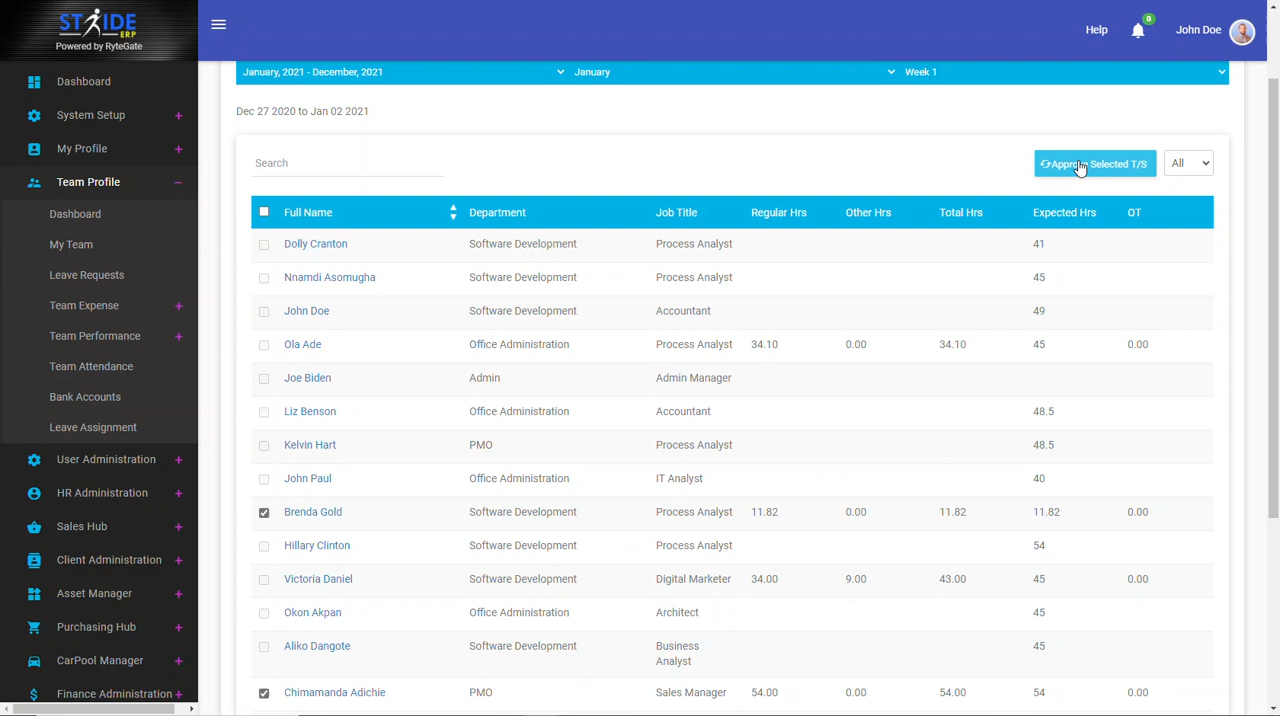 STRIDE
ERP
Powered by RyteGate
Help
0
John Doe
Dashboard
System Setup +
My Profile +
Team Profile −
Dashboard
My Team
Leave Requests
Team Expense +
Team Performance +
Team Attendance
Bank Accounts
Leave Assignment
User Administration +
HR Administration +
Sales Hub +
Client Administration +
Asset Manager +
Purchasing Hub +
CarPool Manager +
Finance Administration +
January, 2021 - December, 2021 January Week 1
Dec 27 2020 to Jan 02 2021
Search Selected T/S All
Full Name Department Job Title Regular Hrs Other Hrs Total Hrs Expected Hrs OT
Dolly Cranton Software Development Process Analyst 41
Nnamdi Asomugha Software Development Process Analyst 45
John Doe Software Development Accountant 49
Ola Ade Office Administration Process Analyst 34.10 0.00 34.10 45 0.00
Joe Biden Admin Admin Manager
Liz Benson Office Administration Accountant 48.5
Kelvin Hart PMO Process Analyst 48.5
John Paul Office Administration IT Analyst 40
Brenda Gold Software Development Process Analyst 11.82 0.00 11.82 11.82 0.00
Hillary Clinton Software Development Process Analyst 54
Victoria Daniel Software Development Digital Marketer 34.00 9.00 43.00 45 0.00
Okon Akpan Office Administration Architect 45
Aliko Dangote Software Development Business 45
Analyst
Chimamanda Adichie PMO Sales Manager 54.00 0.00 54.00 54 0.00